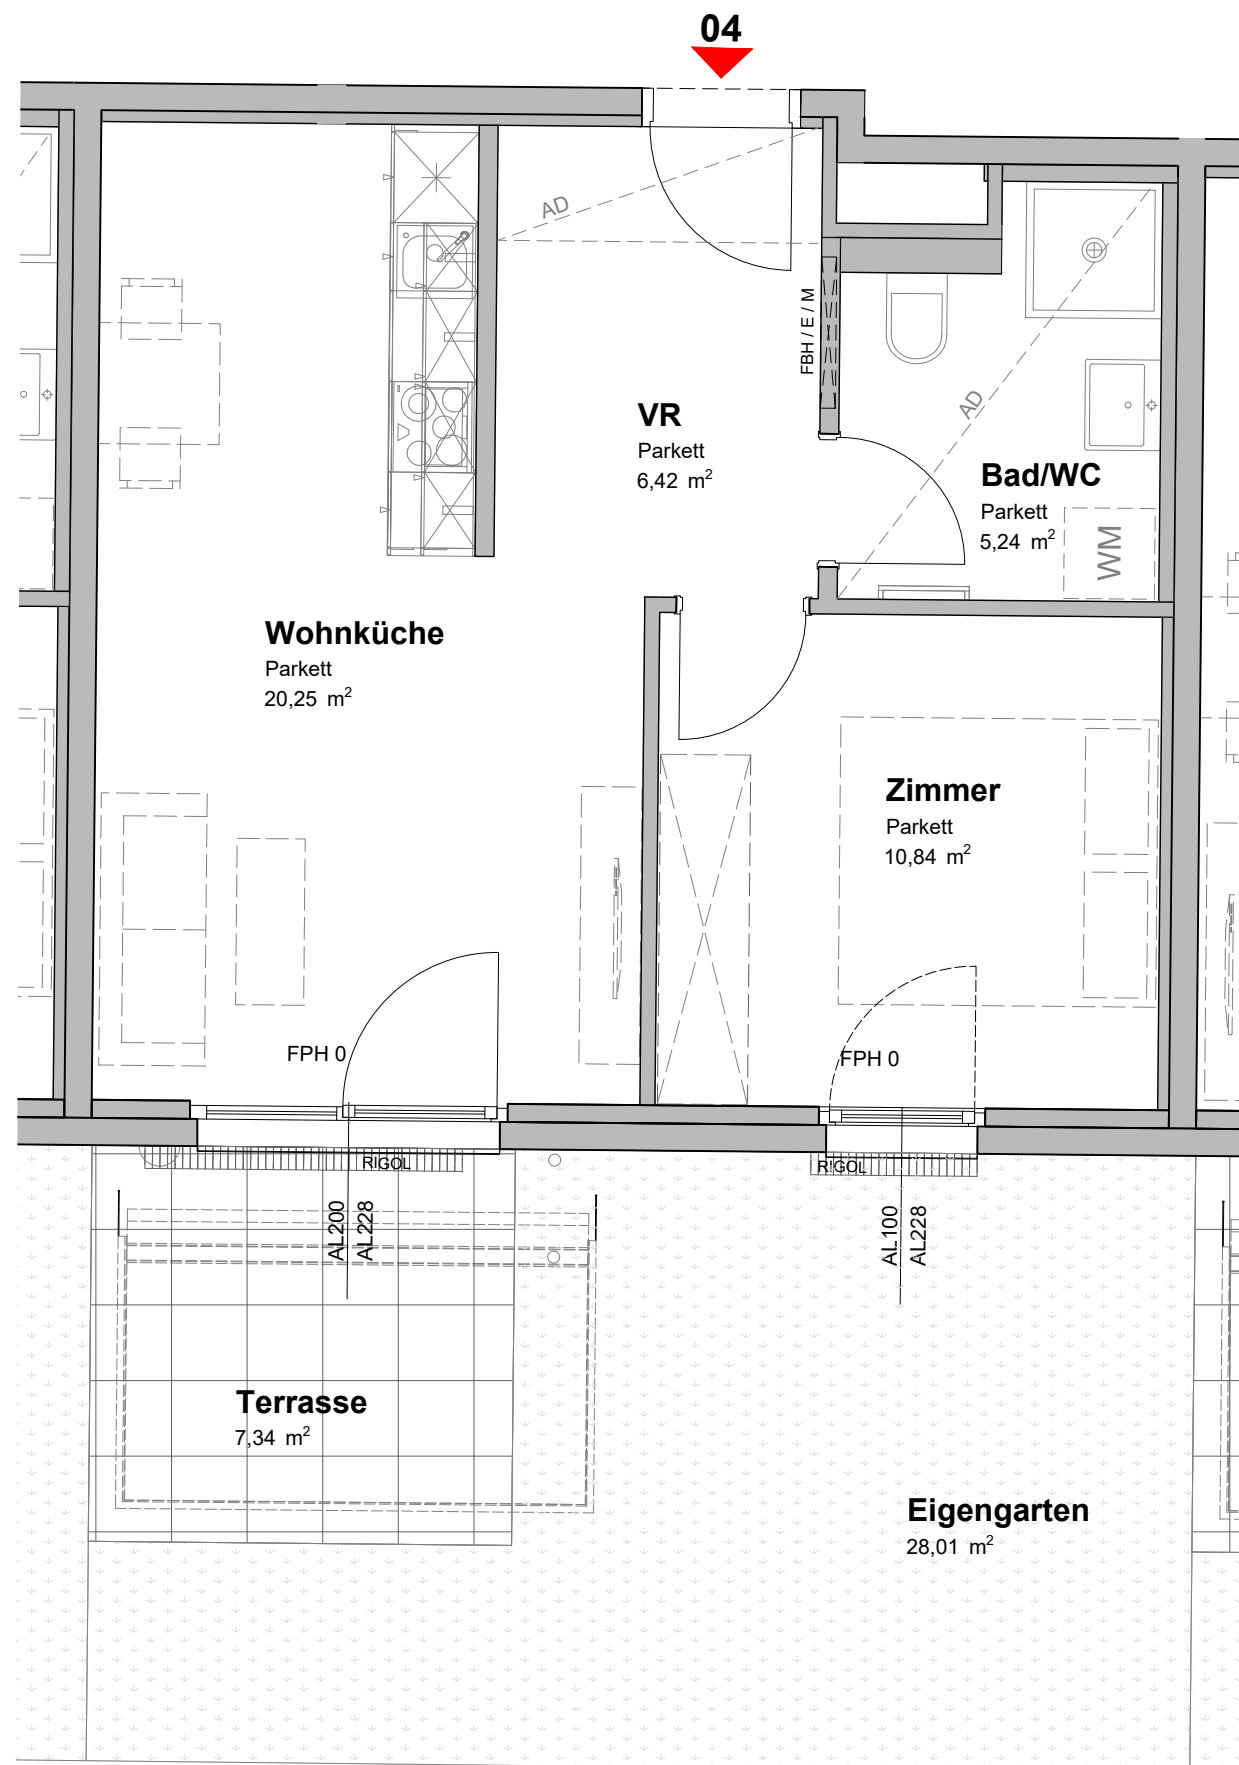 04
AD
FBH / E / M
VR
Parkett
6,42 m²
AD
Bad/WC
Parkett
5,24 m²
WM
Wohnküche
Parkett
20,25 m²
Zimmer
Parkett
10,84 m²
FPH 0
FPH 0
RIGOL
RIGOL
AL200
AL228
AL100
AL228
Terrasse
7,34 m²
Eigengarten
28,01 m²